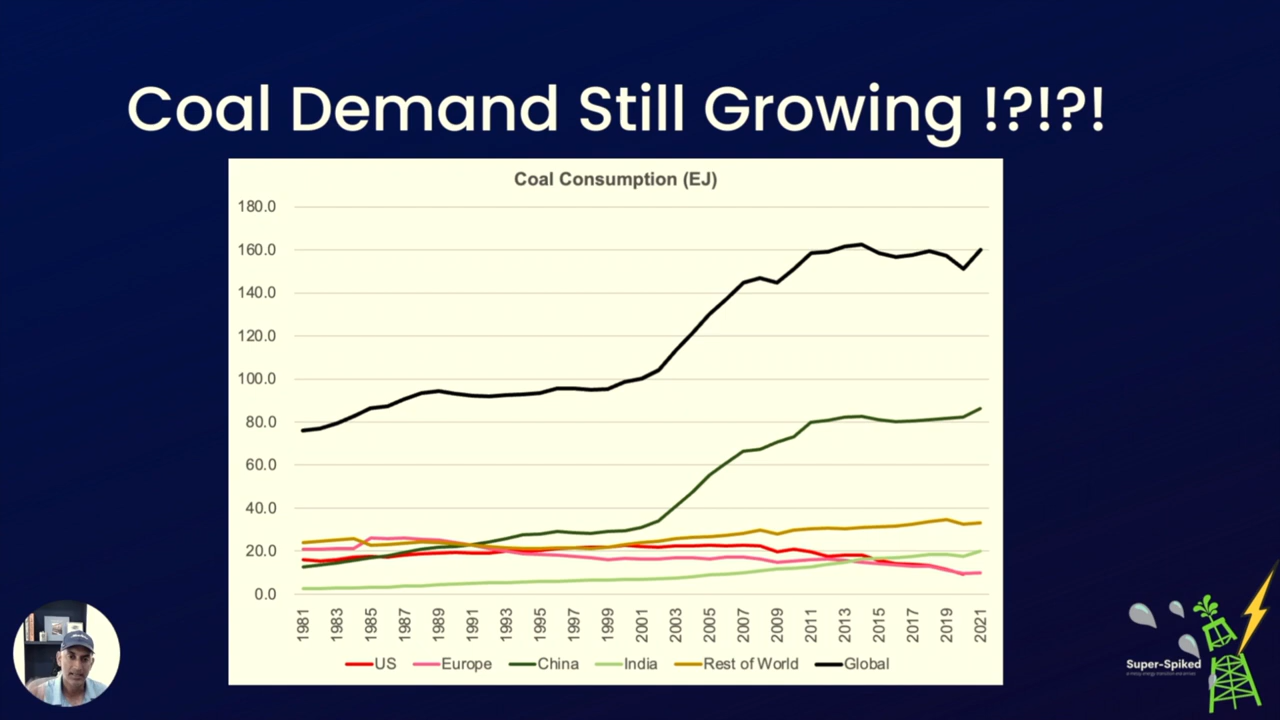 Coal Demand Still Growing !?!?!
Coal Consumption (EJ)
180.0
160.0
140.0
120.0
100.0
80.0
60.0
40.0
20.0
0.0
1981 1983 1985 1987 1989 1991 1993 1995 1997 1999 2001 2003 2005 2007 2009 2011 2013 2015 2017 2019 2021
US Europe China India Rest of World Global
Super-Spiked